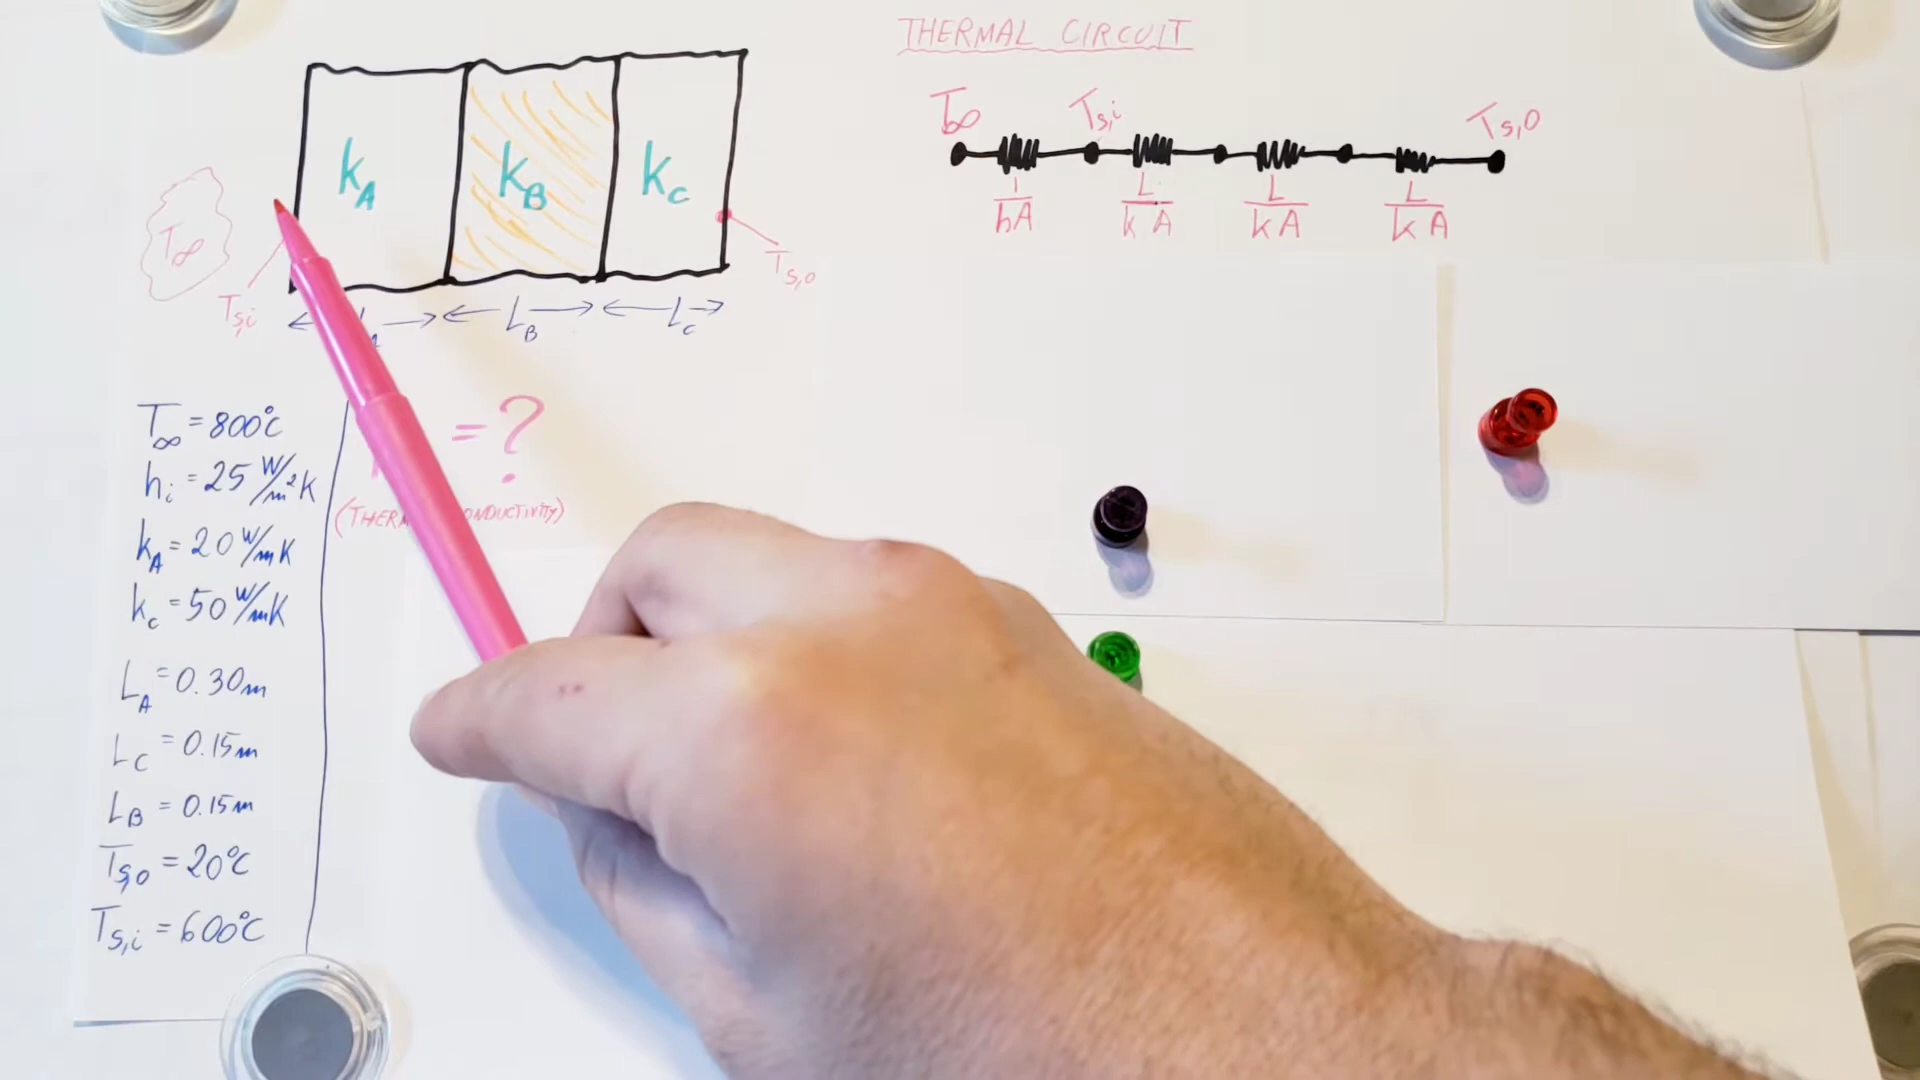 THERMAL CIRCUIT
T∞ Ts,i Ts,o
1/hA L/kA L/kA L/kA
kA kB kC
T∞
Ts,i
Ts,o
LB LC
T∞ = 800°C
hi = 25 W/m²K
kA = 20 W/mK
kC = 50 W/mK
LA = 0.30m
LC = 0.15m
LB = 0.15m
Ts,o = 20°C
Ts,i = 600°C
= ?